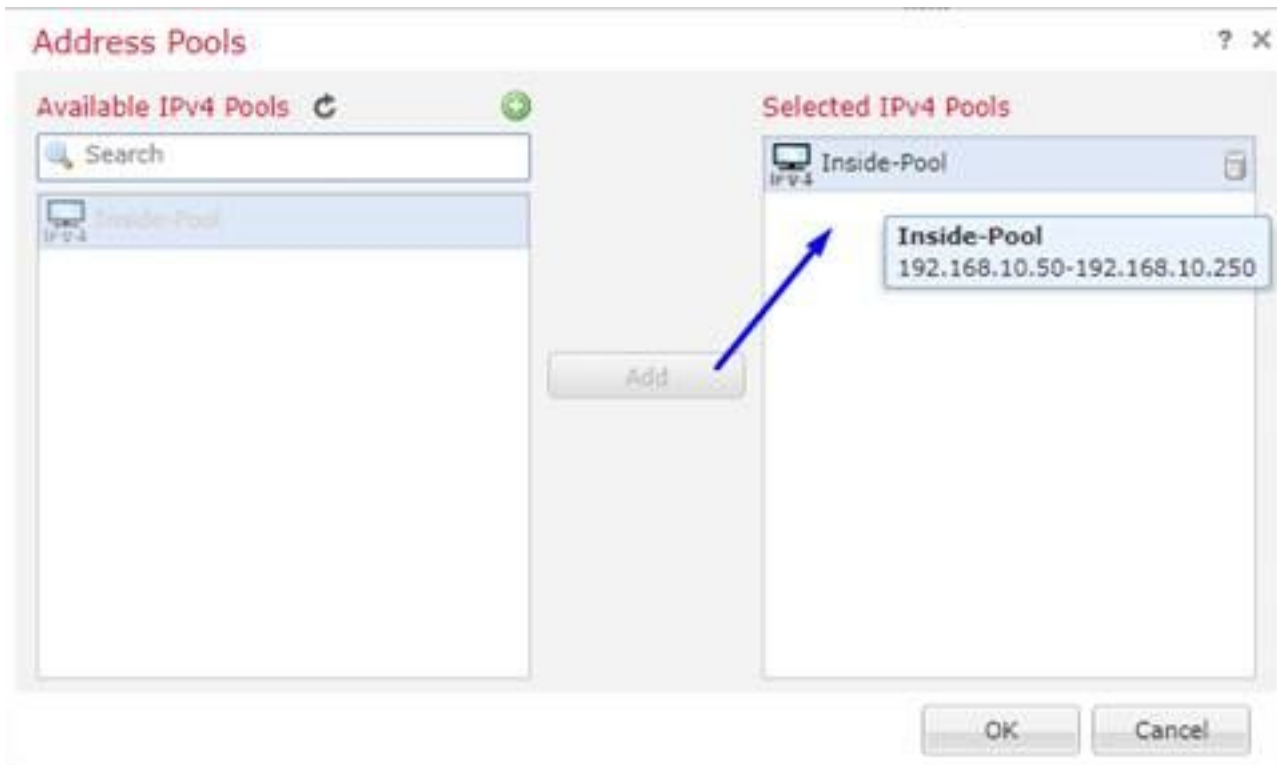 Address Pools
? ×
Available IPv4 Pools
Selected IPv4 Pools
Search
Inside-Pool
IPV4
Inside-Pool
IPV4
Inside-Pool
192.168.10.50-192.168.10.250
Add
OK
Cancel